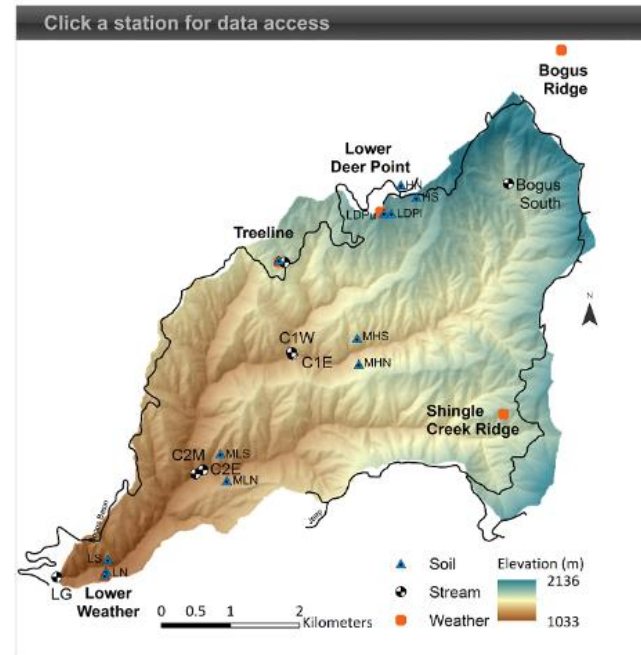 Click a station for data access
Bogus
Ridge
Lower
Deer Point
HN
HS
Bogus
South
LDPu
LDPl
Treeline
N
C1W
C1E
MHS
MHN
Shingle
Creek Ridge
C2M
C2E
MLS
MLN
LS
LN
LG
Lower
Weather
Soil
Stream
Weather
Elevation (m)
2136
1033
0 0.5 1 2
Kilometers